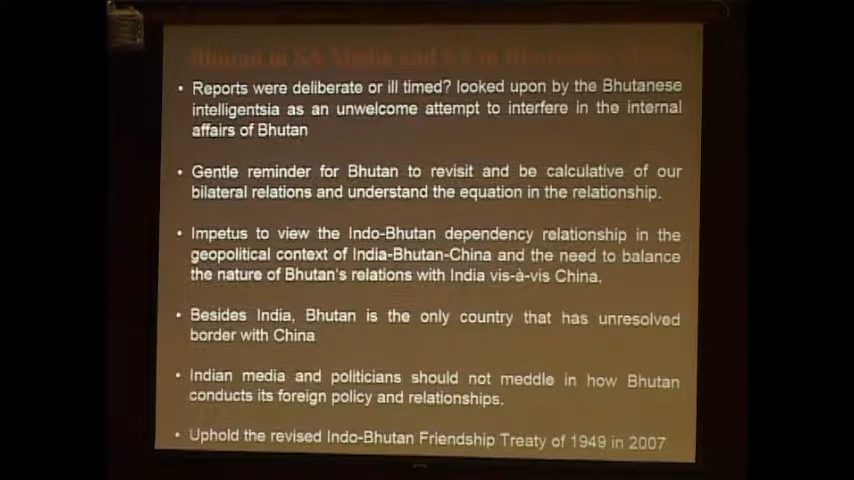 Bhutan in SA Media and SA in Bhutanese Media
• Reports were deliberate or ill timed? looked upon by the Bhutanese
intelligentsia as an unwelcome attempt to interfere in the internal
affairs of Bhutan
• Gentle reminder for Bhutan to revisit and be calculative of our
bilateral relations and understand the equation in the relationship.
• Impetus to view the Indo-Bhutan dependency relationship in the
geopolitical context of India-Bhutan-China and the need to balance
the nature of Bhutan's relations with India vis-à-vis China.
• Besides India, Bhutan is the only country that has unresolved
border with China
• Indian media and politicians should not meddle in how Bhutan
conducts its foreign policy and relationships.
• Uphold the revised Indo-Bhutan Friendship Treaty of 1949 in 2007